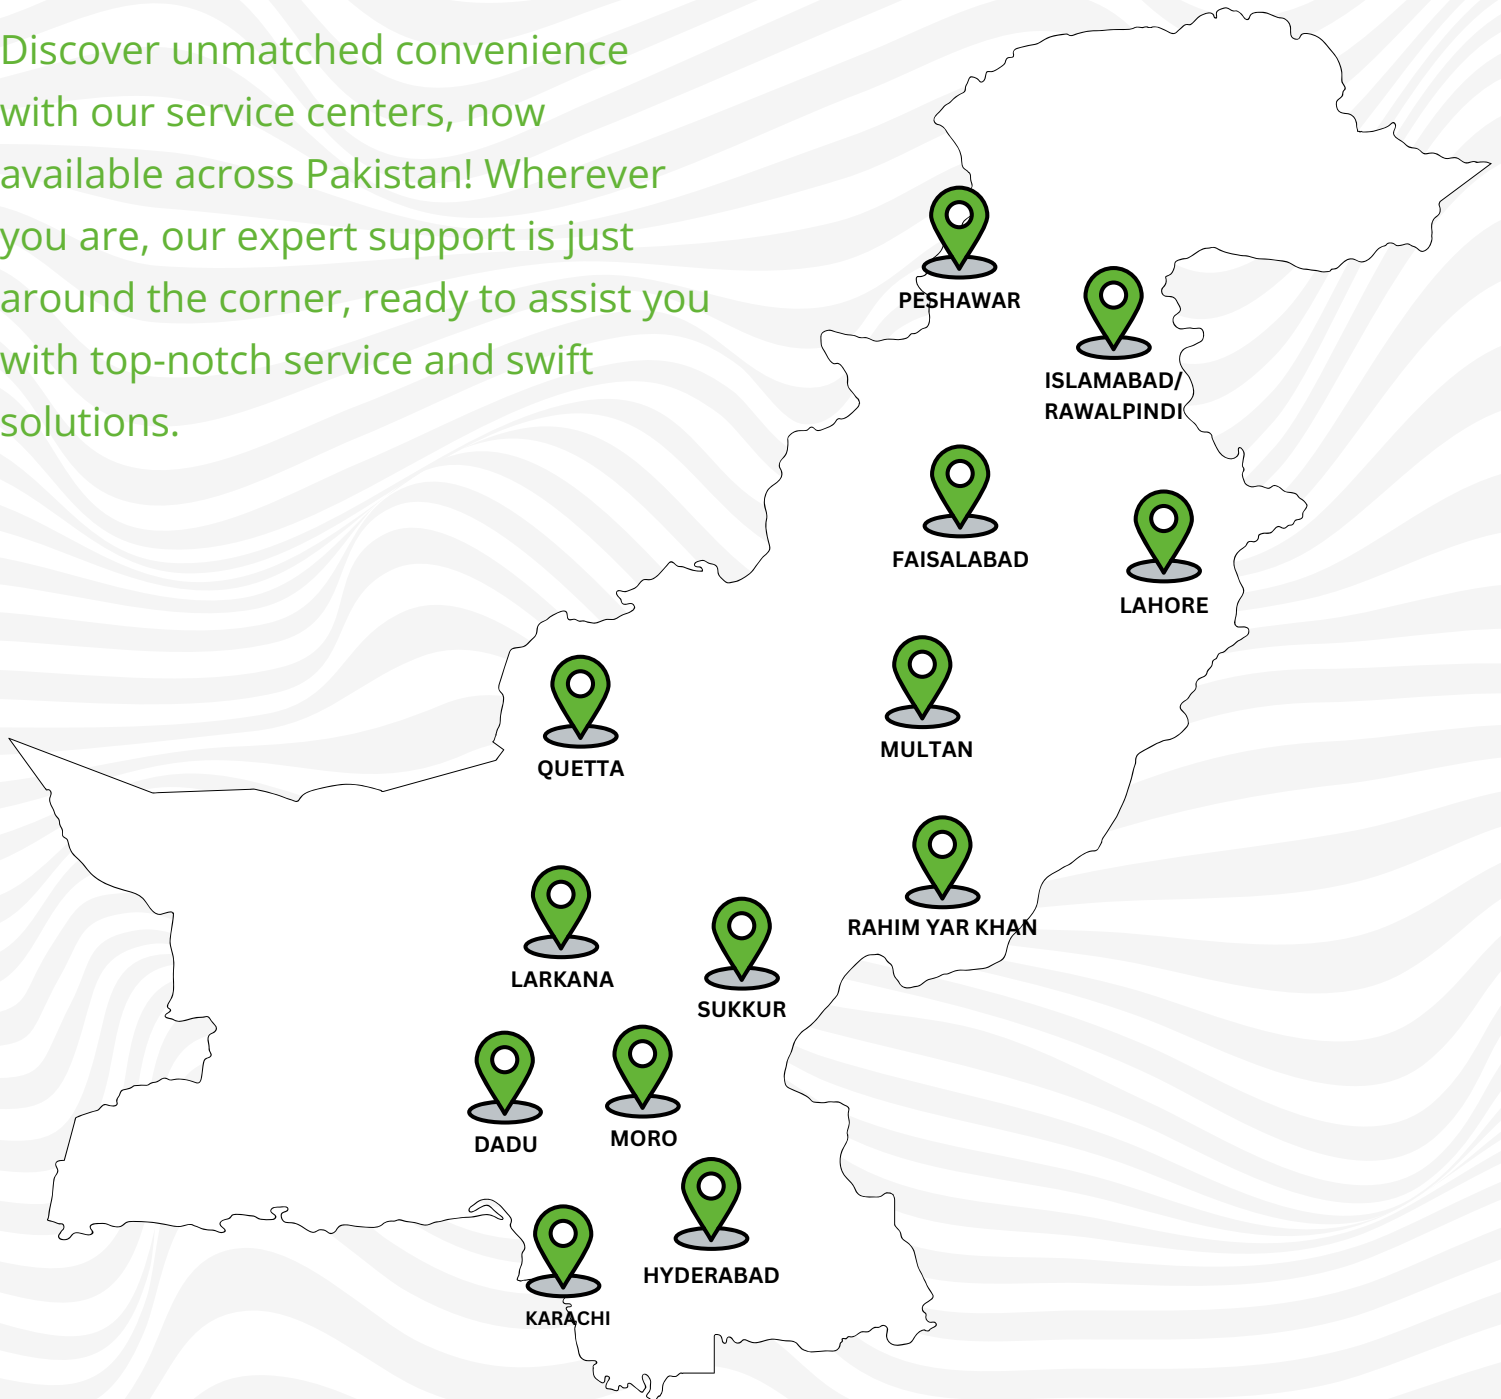 Discover unmatched convenience
with our service centers, now
available across Pakistan! Wherever
you are, our expert support is just
around the corner, ready to assist you
with top-notch service and swift
solutions.
PESHAWAR
ISLAMABAD/
RAWALPINDI
FAISALABAD
LAHORE
MULTAN
QUETTA
RAHIM YAR KHAN
LARKANA
SUKKUR
DADU
MORO
HYDERABAD
KARACHI